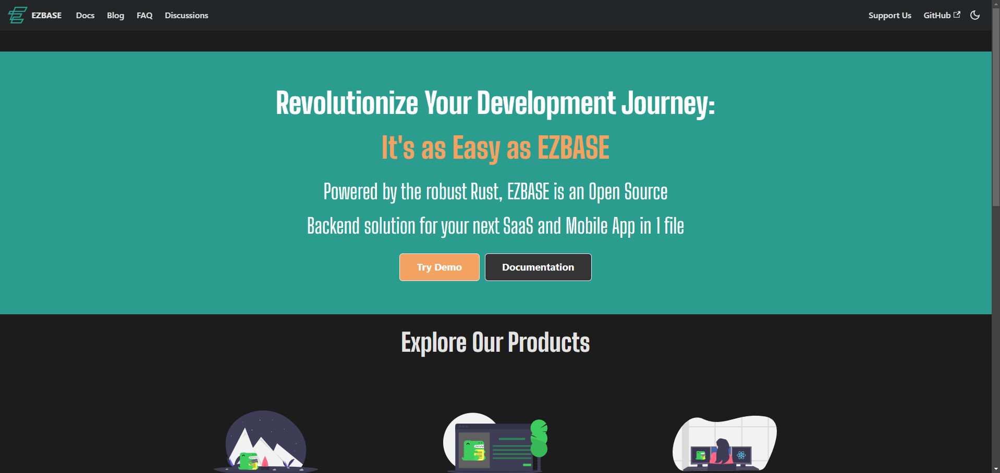 EZBASE Docs Blog FAQ Discussions Support Us GitHub
Revolutionize Your Development Journey:
It's as Easy as EZBASE
Powered by the robust Rust, EZBASE is an Open Source
Backend solution for your next SaaS and Mobile App in 1 file
Try Demo Documentation
Explore Our Products